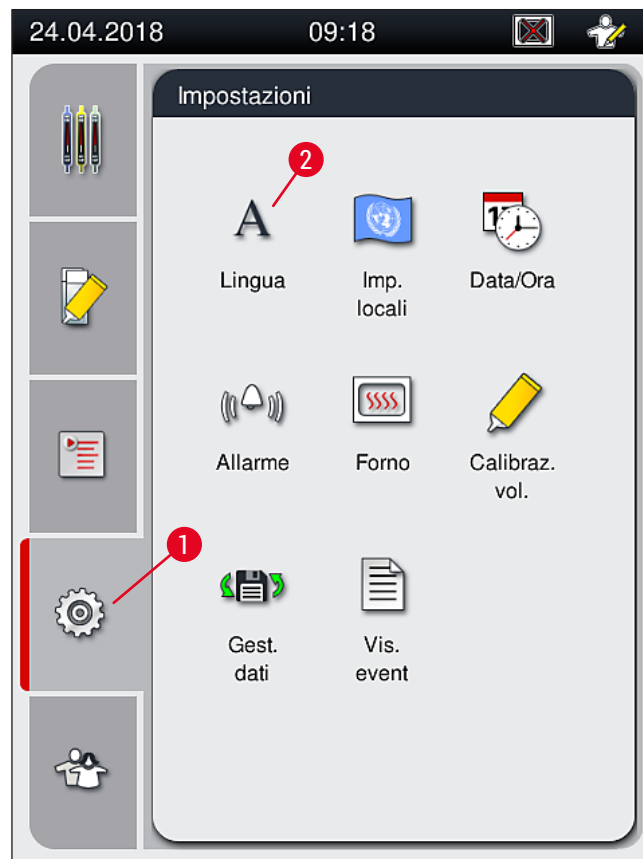 24.04.2018 09:18
Impostazioni
2
A
17
Lingua
Imp.
locali
Data/Ora
Allarme
Forno
Calibraz.
vol.
1
Gest.
dati
Vis.
event